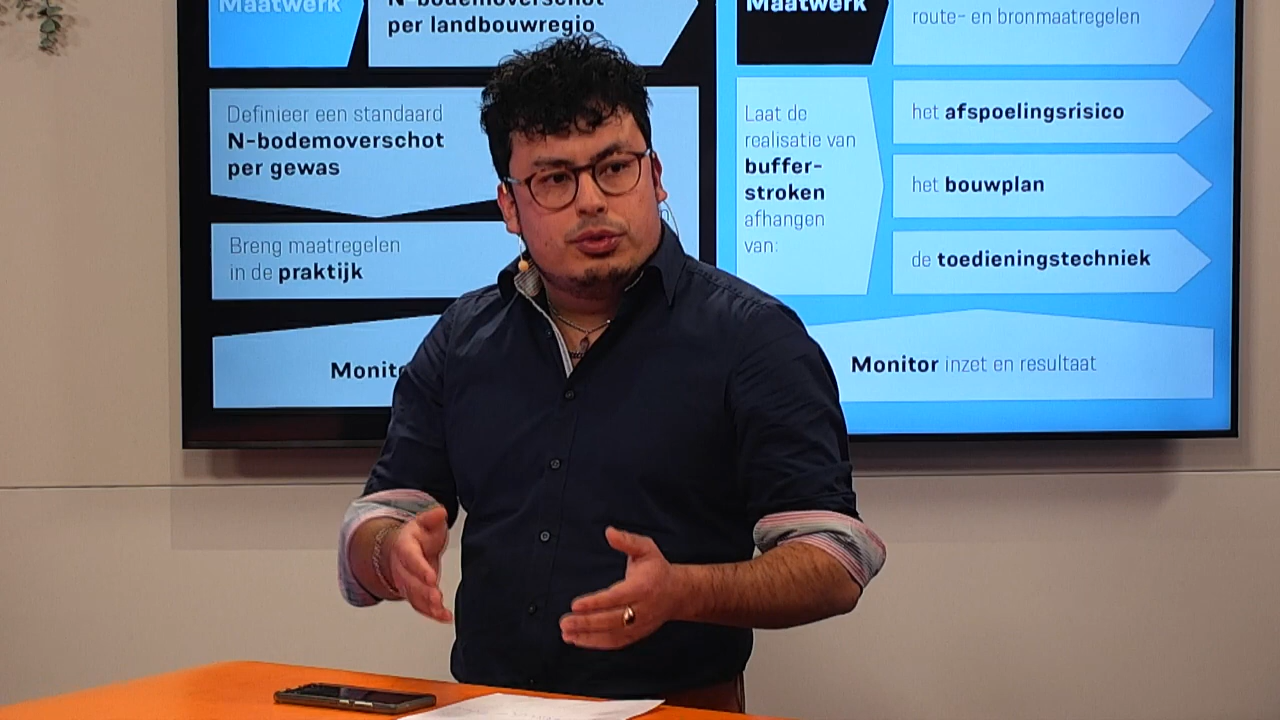 Maatwerk
N-bodemoverschot
per landbouwregio
Definieer een standaard
N-bodemoverschot
per gewas
Breng maatregelen
in de praktijk
Maatwerk
route- en bronmaatregelen
Laat de
realisatie van
buffer-
stroken
afhangen
van:
het afspoelingsrisico
het bouwplan
de toedieningstechniek
Monitor inzet en resultaat